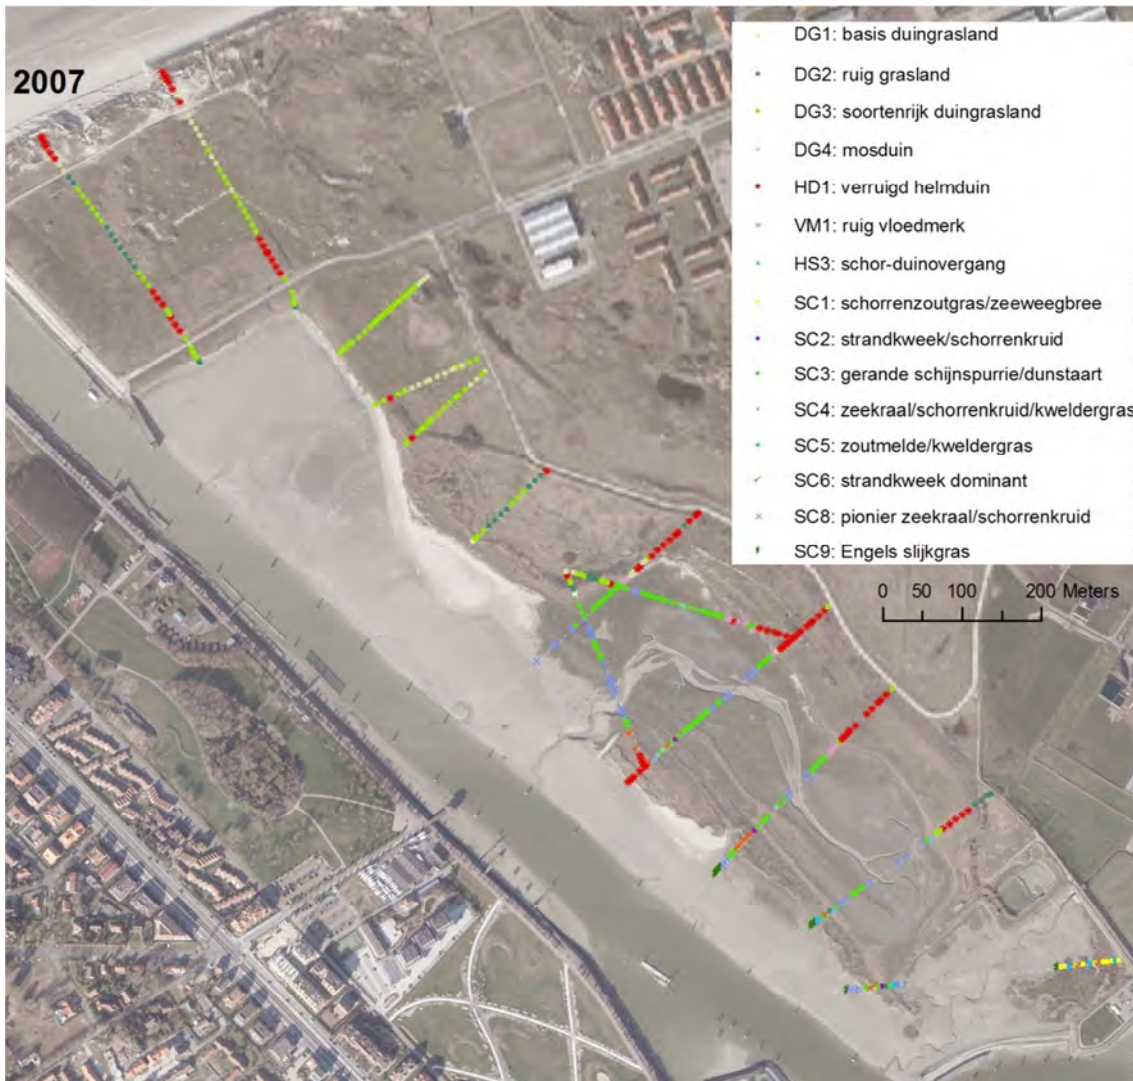 2007
DG1: basis duingrasland
DG2: ruig grasland
DG3: soortenrijk duingrasland
DG4: mosduin
HD1: verruigd helmduin
VM1: ruig vloedmerk
HS3: schor-duinovergang
SC1: schorrenzoutgras/zeeweegbree
SC2: strandkweek/schorrenkruid
SC3: gerande schijnspurrie/dunstaart
SC4: zeekraal/schorrenkruid/kweldergras
SC5: zoutmelde/kweldergras
SC6: strandkweek dominant
SC8: pionier zeekraal/schorrenkruid
SC9: Engels slijkgras
0 50 100 200 Meters